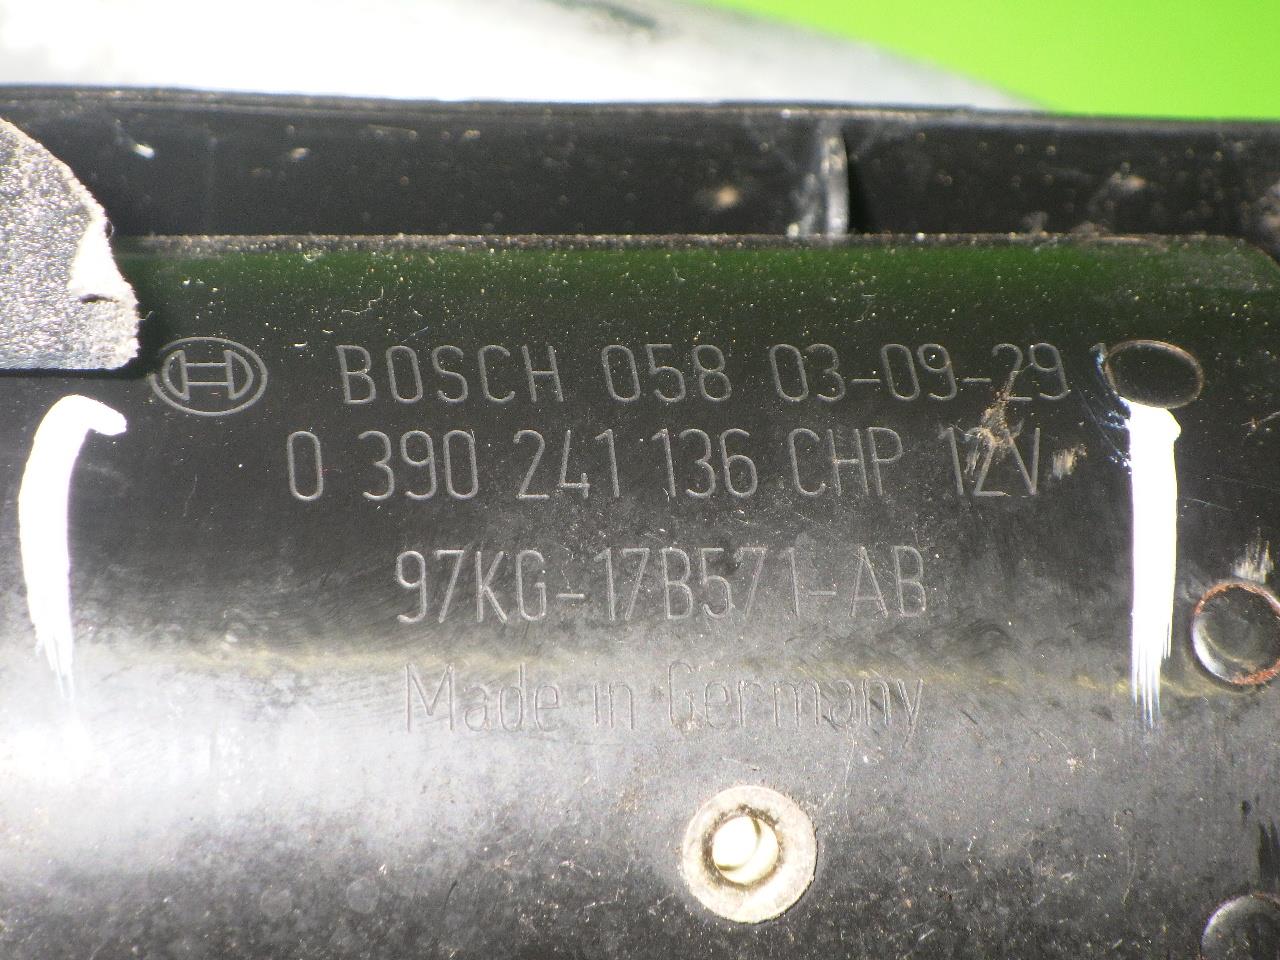 BOSCH 058 03-09-29
0 390 241 136 CHP 12V
97KG-17B571-AB
Made in Germany